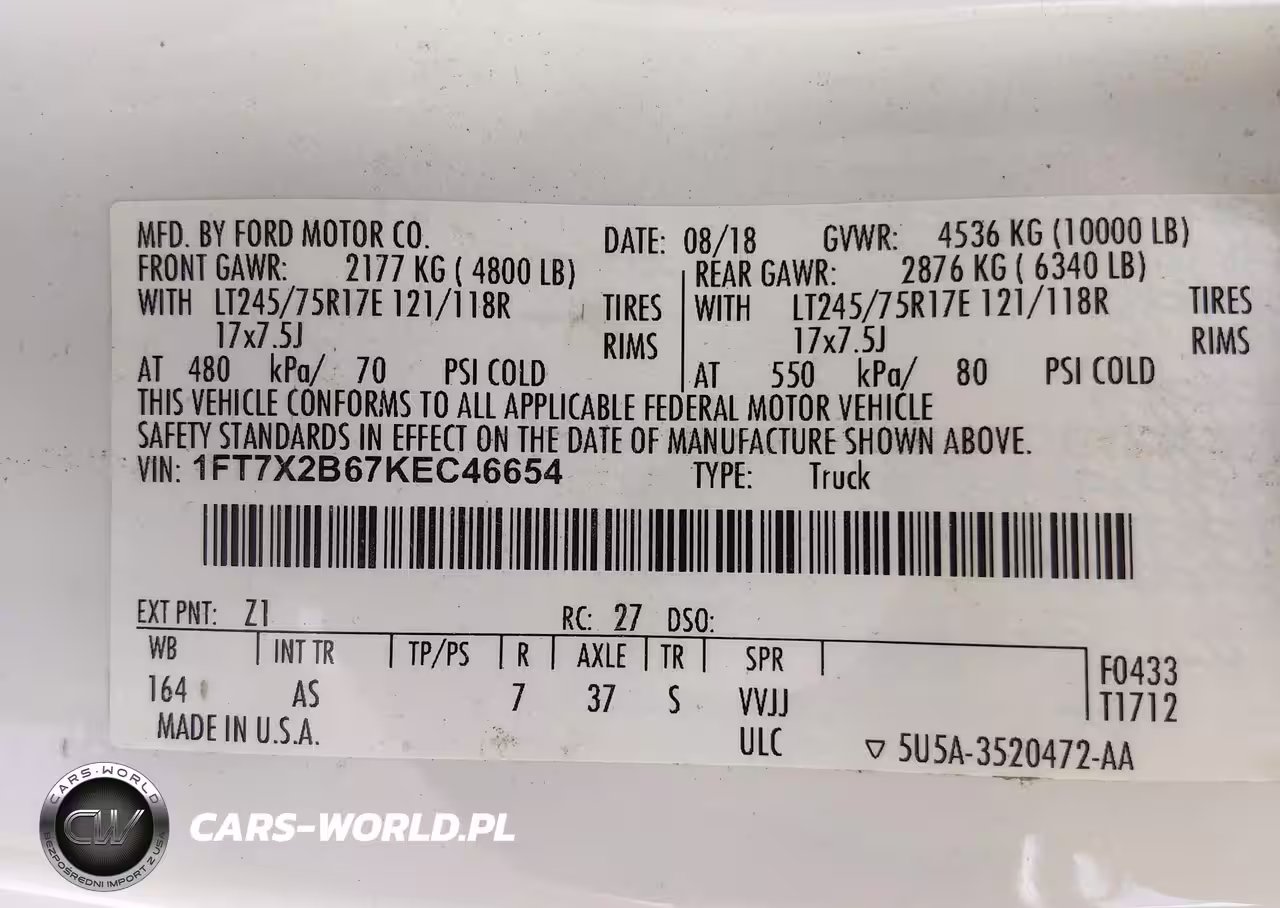 MFD. BY FORD MOTOR CO. DATE: 08/18 GVWR: 4536 KG (10000 LB)
FRONT GAWR: 2177 KG ( 4800 LB) REAR GAWR: 2876 KG ( 6340 LB)
WITH LT245/75R17E 121/118R TIRES WITH LT245/75R17E 121/118R TIRES
17x7.5J RIMS 17x7.5J RIMS
AT 480 kPa/ 70 PSI COLD AT 550 kPa/ 80 PSI COLD
THIS VEHICLE CONFORMS TO ALL APPLICABLE FEDERAL MOTOR VEHICLE
SAFETY STANDARDS IN EFFECT ON THE DATE OF MANUFACTURE SHOWN ABOVE.
VIN: 1FT7X2B67KEC46654 TYPE: Truck
EXT PNT: Z1 RC: 27 DSO:
WB INT TR TP/PS R AXLE TR SPR F0433
164 AS 7 37 S VVJJ T1712
MADE IN U.S.A. ULC ▽ 5U5A-3520472-AA
CARS-WORLD
CW
BEZPOŚREDNI IMPORT Z USA
CARS-WORLD.PL